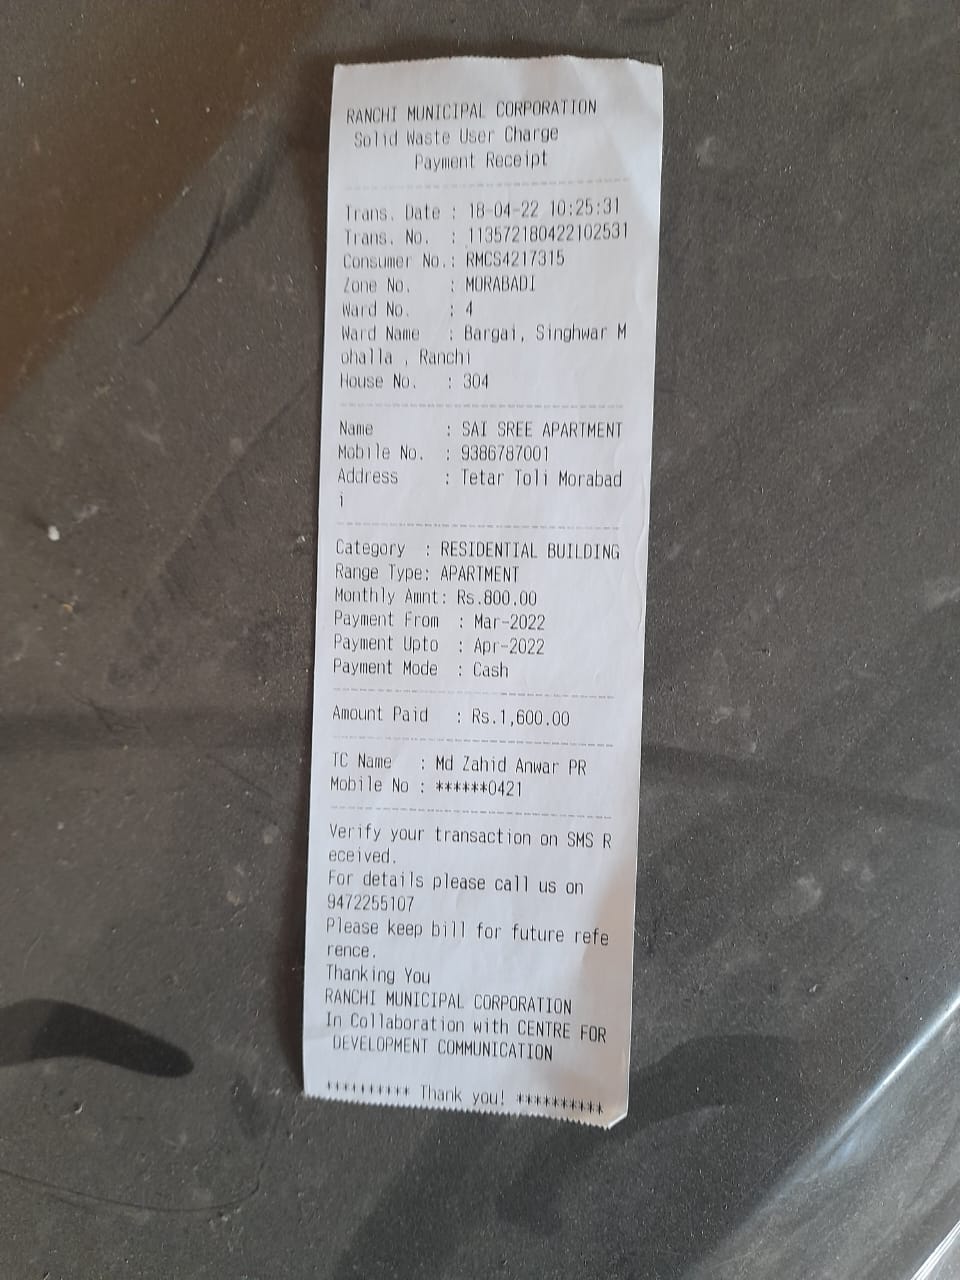 RANCHI MUNICIPAL CORPORATION
Solid Waste User Charge
Payment Receipt
Trans. Date : 18-04-22 10:25:31
Trans. No. : 113572180422102531
Consumer No.: RMCS4217315
Zone No. : MORABADI
Ward No. : 4
Ward Name : Bargai, Singhwar M
ohalla , Ranchi
House No. : 304
Name : SAI SREE APARTMENT
Mobile No. : 9386787001
Address : Tetar Toli Morabad
i
Category : RESIDENTIAL BUILDING
Range Type: APARTMENT
Monthly Amnt: Rs.800.00
Payment From : Mar-2022
Payment Upto : Apr-2022
Payment Mode : Cash
Amount Paid : Rs.1,600.00
TC Name : Md Zahid Anwar PR
Mobile No : ******0421
Verify your transaction on SMS R
eceived.
For details please call us on
9472255107
Please keep bill for future refe
rence.
Thanking You
RANCHI MUNICIPAL CORPORATION
In Collaboration with CENTRE FOR
DEVELOPMENT COMMUNICATION
********** Thank you! **********